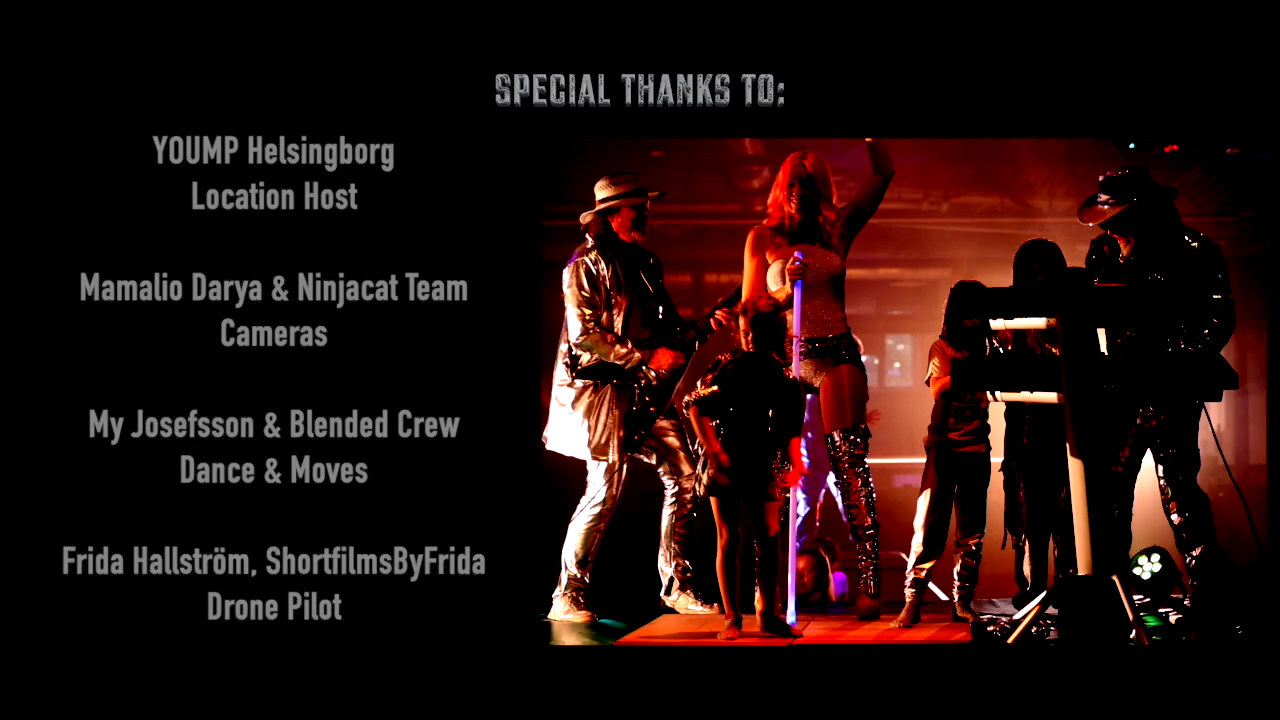 SPECIAL THANKS TO:
YOUMP Helsingborg
Location Host
Mamalio Darya & Ninjacat Team
Cameras
My Josefsson & Blended Crew
Dance & Moves
Frida Hallström, ShortfilmsByFrida
Drone Pilot